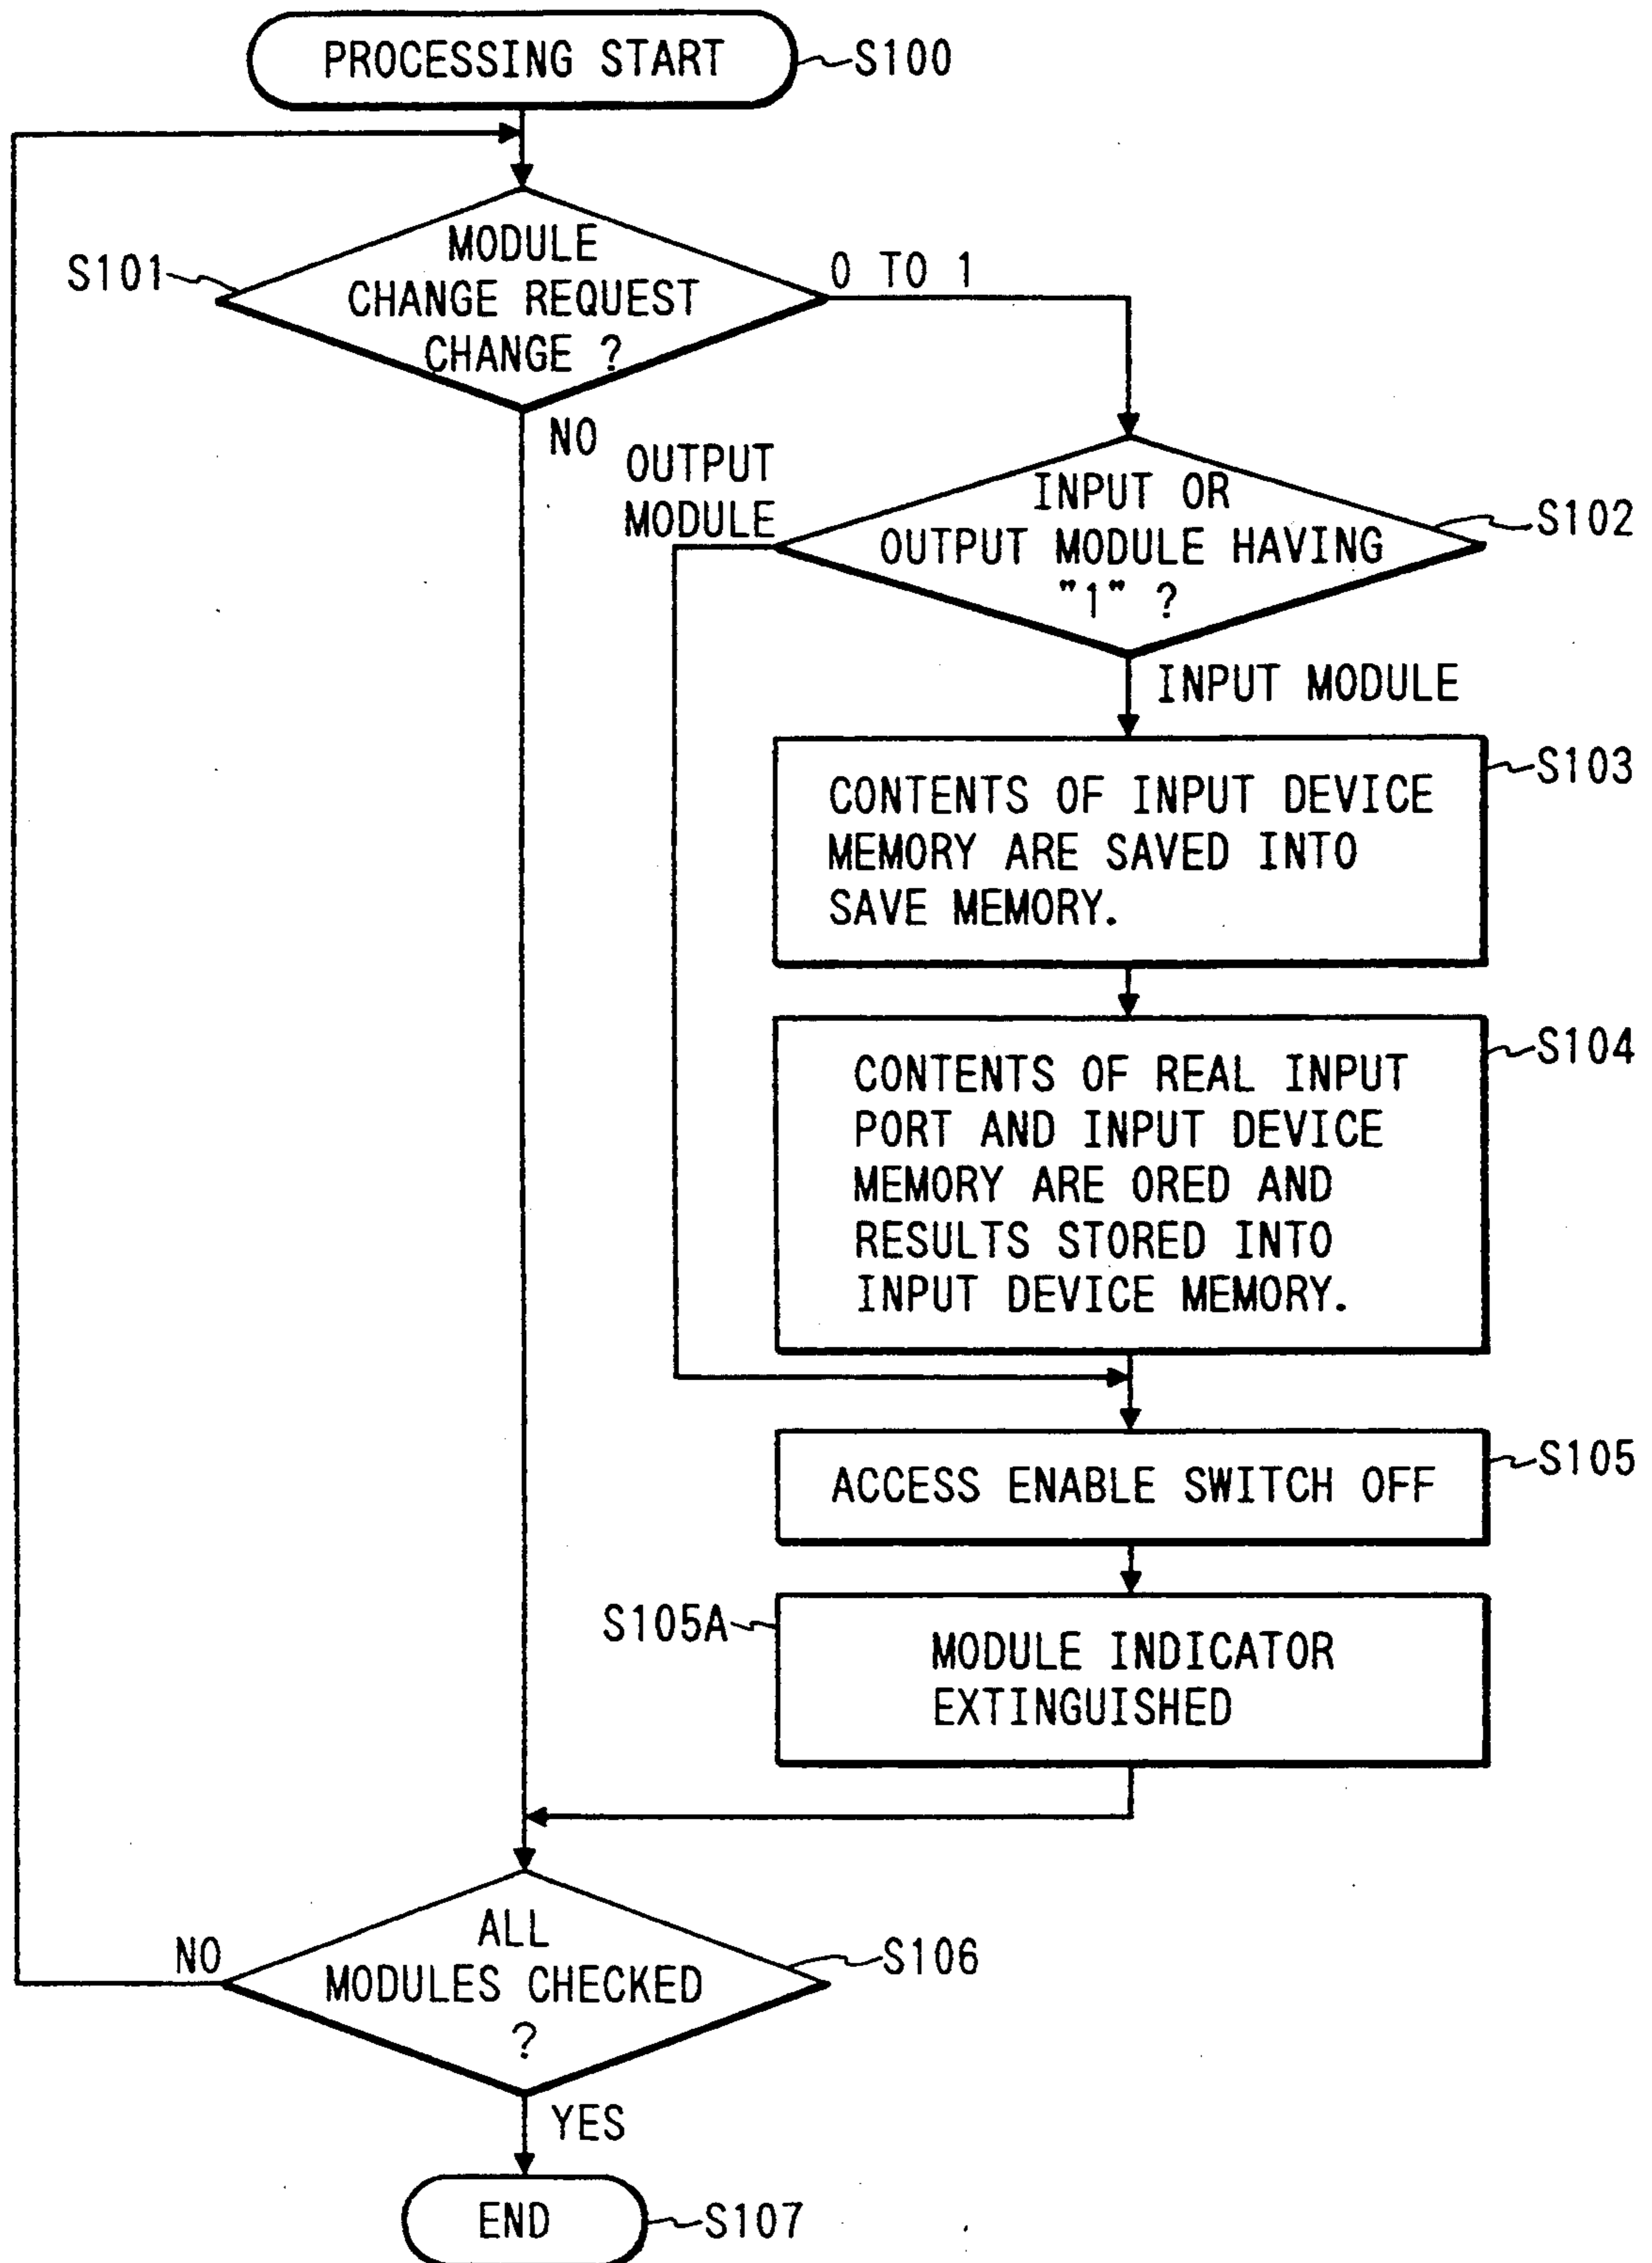 PROCESSING START
S100
S101
MODULE
CHANGE REQUEST
CHANGE ?
0 TO 1
NO
OUTPUT
MODULE
INPUT OR
OUTPUT MODULE HAVING
"1" ?
S102
INPUT MODULE
CONTENTS OF INPUT DEVICE
MEMORY ARE SAVED INTO
SAVE MEMORY.
S103
CONTENTS OF REAL INPUT
PORT AND INPUT DEVICE
MEMORY ARE ORED AND
RESULTS STORED INTO
INPUT DEVICE MEMORY.
S104
ACCESS ENABLE SWITCH OFF
S105
S105A
MODULE INDICATOR
EXTINGUISHED
NO
ALL
MODULES CHECKED
?
S106
YES
END
S107